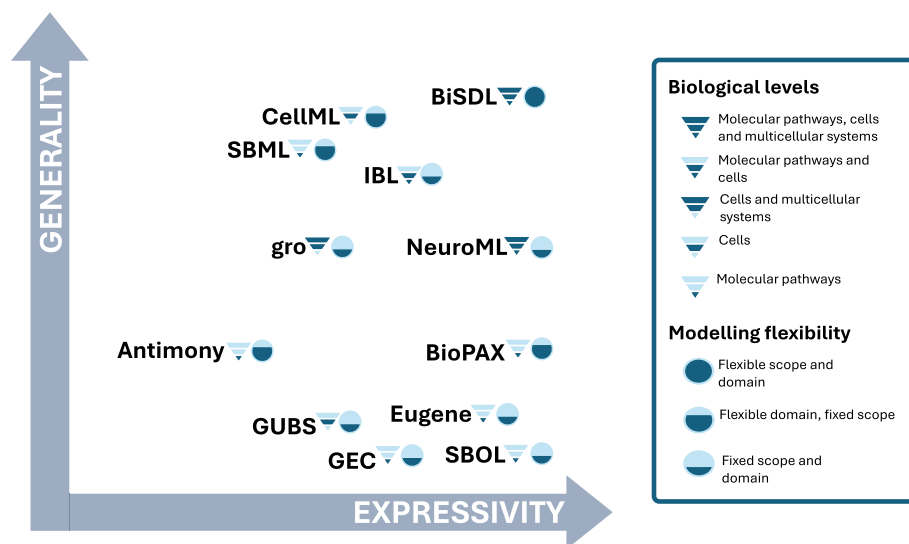 GENERALITY
BiSDL
CellML
SBML
IBL
gro
NeuroML
Antimony
BioPAX
Eugene
GUBS
GEC
SBOL
EXPRESSIVITY
Biological levels
Molecular pathways, cells
and multicellular systems
Molecular pathways and
cells
Cells and multicellular
systems
Cells
Molecular pathways
Modelling flexibility
Flexible scope and
domain
Flexible domain, fixed scope
Fixed scope and
domain